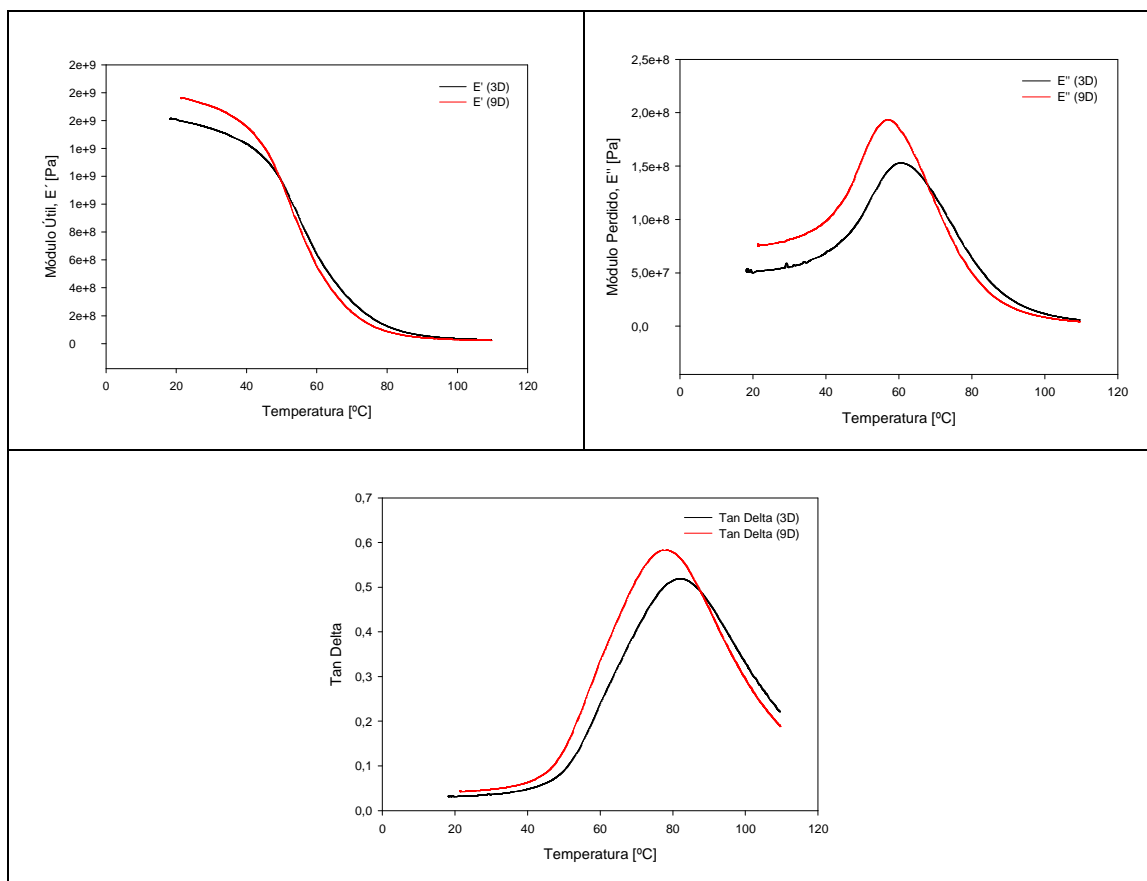 2e+9
2e+9
2e+9
1e+9
1e+9
1e+9
8e+8
6e+8
4e+8
2e+8
0
E' (3D)
E' (9D)
Módulo Útil, E´ [Pa]
0 20 40 60 80 100 120
Temperatura [ºC]
2,5e+8
2,0e+8
1,5e+8
1,0e+8
5,0e+7
0,0
E'' (3D)
E'' (9D)
Módulo Perdido, E'' [Pa]
0 20 40 60 80 100 120
Temperatura [ºC]
0,7
0,6
0,5
0,4
0,3
0,2
0,1
0,0
Tan Delta (3D)
Tan Delta (9D)
Tan Delta
0 20 40 60 80 100 120
Temperatura [ºC]